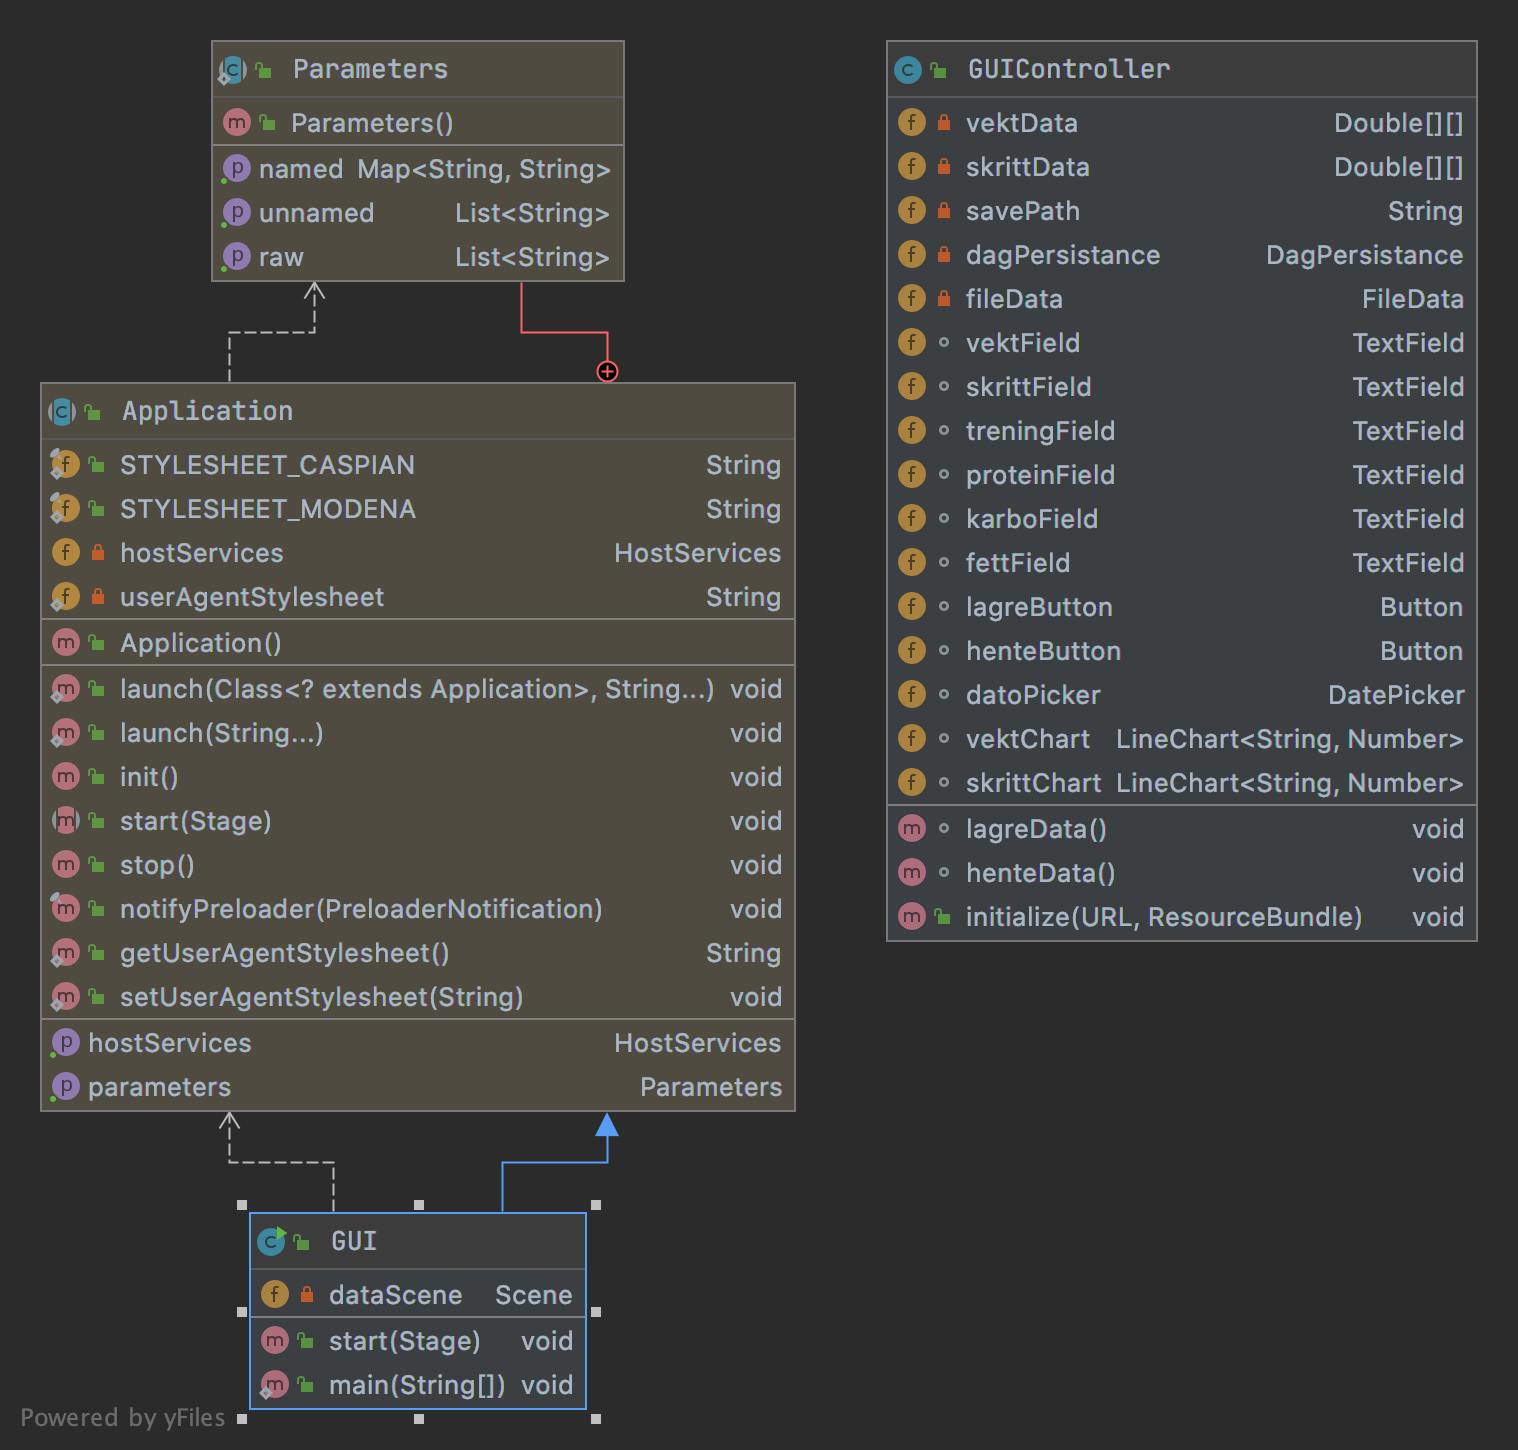 Parameters
Parameters()
named Map<String, String>
unnamed List<String>
raw List<String>
Application
STYLESHEET_CASPIAN String
STYLESHEET_MODENA String
hostServices HostServices
userAgentStylesheet String
Application()
launch(Class<? extends Application>, String...) void
launch(String...) void
init() void
start(Stage) void
stop() void
notifyPreloader(PreloaderNotification) void
getUserAgentStylesheet() String
setUserAgentStylesheet(String) void
hostServices HostServices
parameters Parameters
GUI
dataScene Scene
start(Stage) void
main(String[]) void
GUIController
vektData Double[][]
skrittData Double[][]
savePath String
dagPersistance DagPersistance
fileData FileData
vektField TextField
skrittField TextField
treningField TextField
proteinField TextField
karboField TextField
fettField TextField
lagreButton Button
henteButton Button
datoPicker DatePicker
vektChart LineChart<String, Number>
skrittChart LineChart<String, Number>
lagreData() void
henteData() void
initialize(URL, ResourceBundle) void
Powered by yFiles